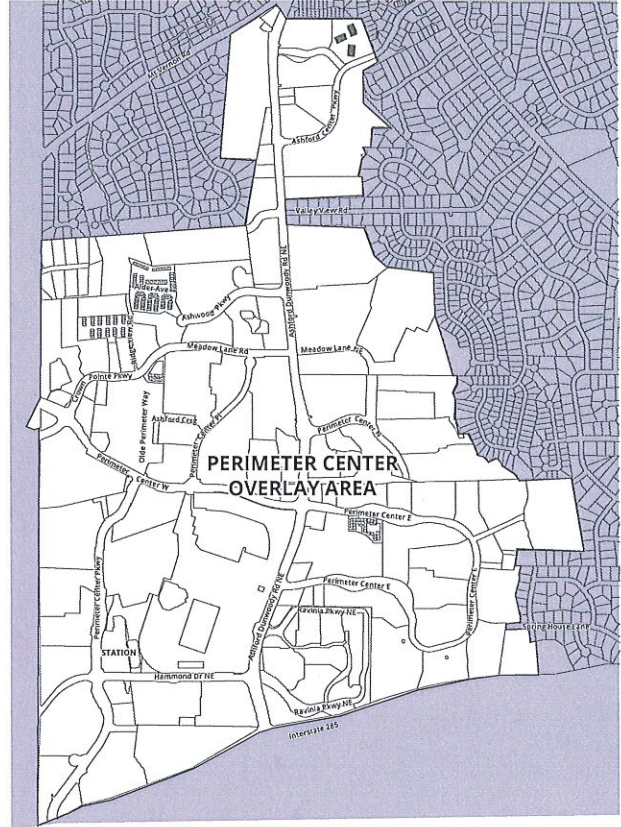 Mt Vernon Rd
Ashford Center Pkwy
Valley View Rd
Ashford Dunwoody Rd NE
Alder Ave
Ashwood Pkwy
Ridgeview Rd
Meadow Lane Rd
Meadow Lane NE
Crown Pointe Pkwy
Olde Perimeter Way
Ashford Crsg
Perimeter Center Pl
Perimeter Center N
PERIMETER CENTER
OVERLAY AREA
Perimeter Center W
Perimeter Center E
Perimeter Center Pkwy
Ashford Dunwoody Rd NE
Perimeter Center E
Perimeter Center E
Ravinia Pkwy NE
Spring House Lane
STATION
Hammond Dr NE
Ravinia Pkwy NE
Interstate 285